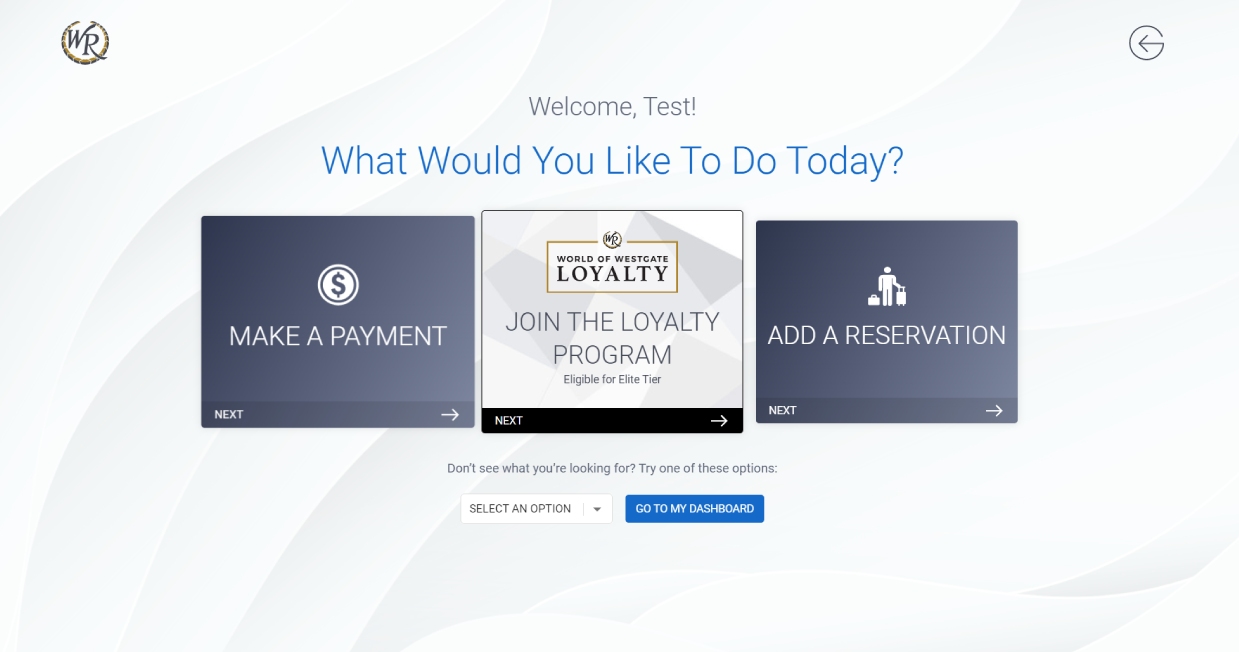 WR
Welcome, Test!
What Would You Like To Do Today?
MAKE A PAYMENT
NEXT
WR
WORLD OF WESTGATE
LOYALTY
JOIN THE LOYALTY
PROGRAM
Eligible for Elite Tier
NEXT
ADD A RESERVATION
NEXT
Don't see what you're looking for? Try one of these options:
SELECT AN OPTION
GO TO MY DASHBOARD